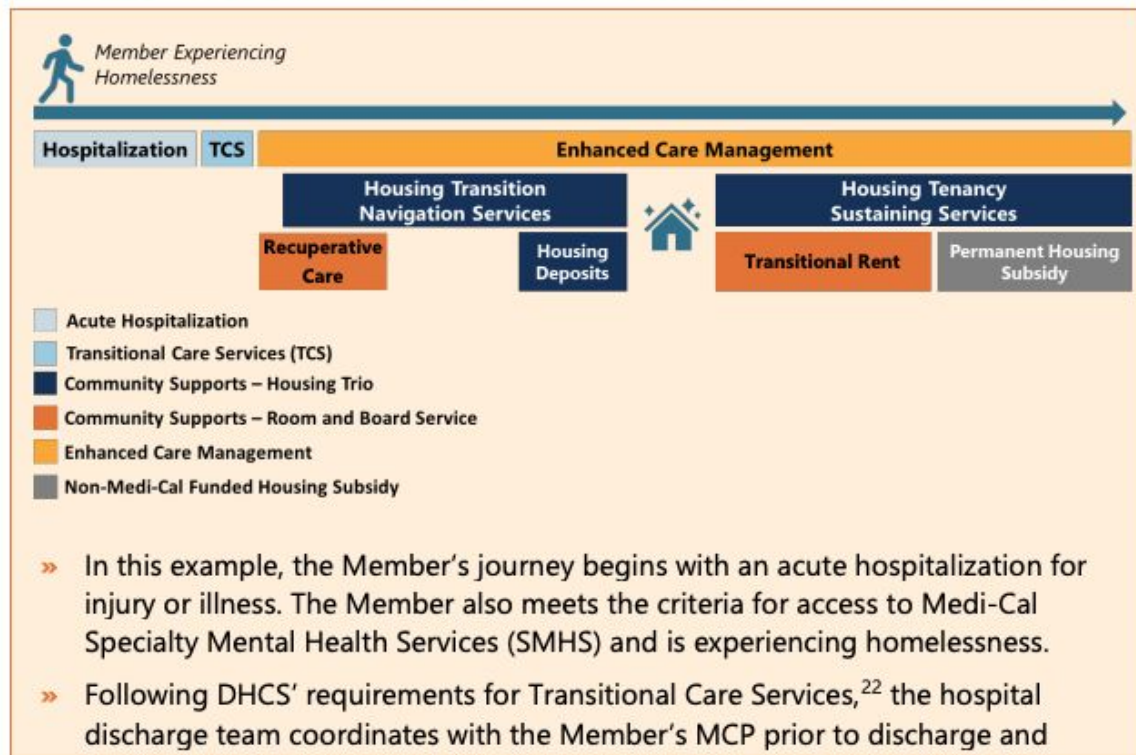 Member Experiencing
Homelessness
Hospitalization
TCS
Enhanced Care Management
Housing Transition
Navigation Services
Housing Tenancy
Sustaining Services
Recuperative
Care
Housing
Deposits
Transitional Rent
Permanent Housing
Subsidy
Acute Hospitalization
Transitional Care Services (TCS)
Community Supports – Housing Trio
Community Supports – Room and Board Service
Enhanced Care Management
Non-Medi-Cal Funded Housing Subsidy
» In this example, the Member’s journey begins with an acute hospitalization for
injury or illness. The Member also meets the criteria for access to Medi-Cal
Specialty Mental Health Services (SMHS) and is experiencing homelessness.
» Following DHCS’ requirements for Transitional Care Services,²² the hospital
discharge team coordinates with the Member’s MCP prior to discharge and